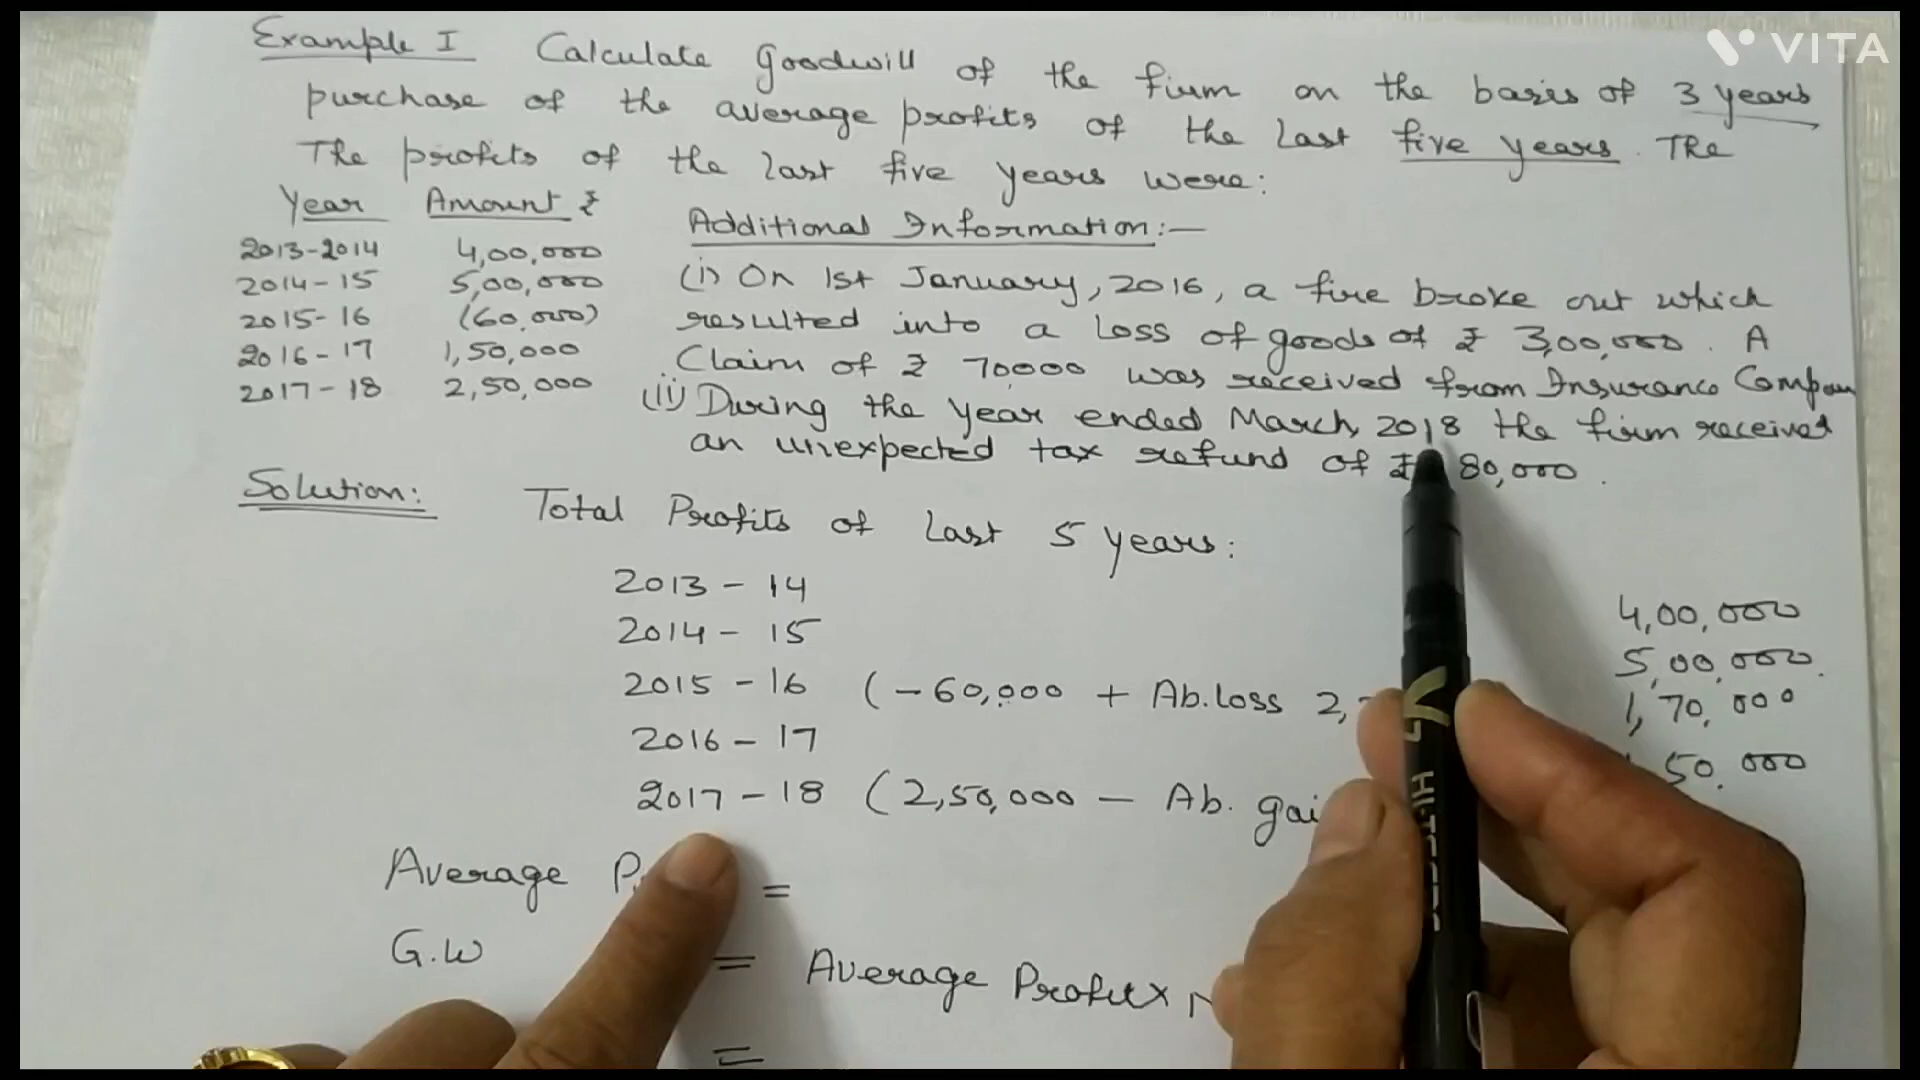 VITA
Example I Calculate Goodwill of the firm on the basis of 3 years
purchase of the average profits of the last five years. The
The profits of the last five years were:
Year Amount ₹
2013-2014 4,00,000
2014-15 5,00,000
2015-16 (60,000)
2016-17 1,50,000
2017-18 2,50,000
Additional Information:-
(i) On 1st January, 2016, a fire broke out which
resulted into a loss of goods of ₹ 3,00,000. A
Claim of ₹ 70000 was received from Insurance
(ii) During the year ended March, 2018 the firm received
an unexpected tax refund of ₹ 80,000.
Solution: Total Profits of Last 5 years:
2013-14 4,00,000
2014-15 5,00,000.
2015-16 (-60,000 + Ab.Loss 2, 1,70,000
2016-17 50,000
2017-18 (2,50,000 - Ab.
Average =
G.W = Average Profit×
=
V7 HI-TECPO